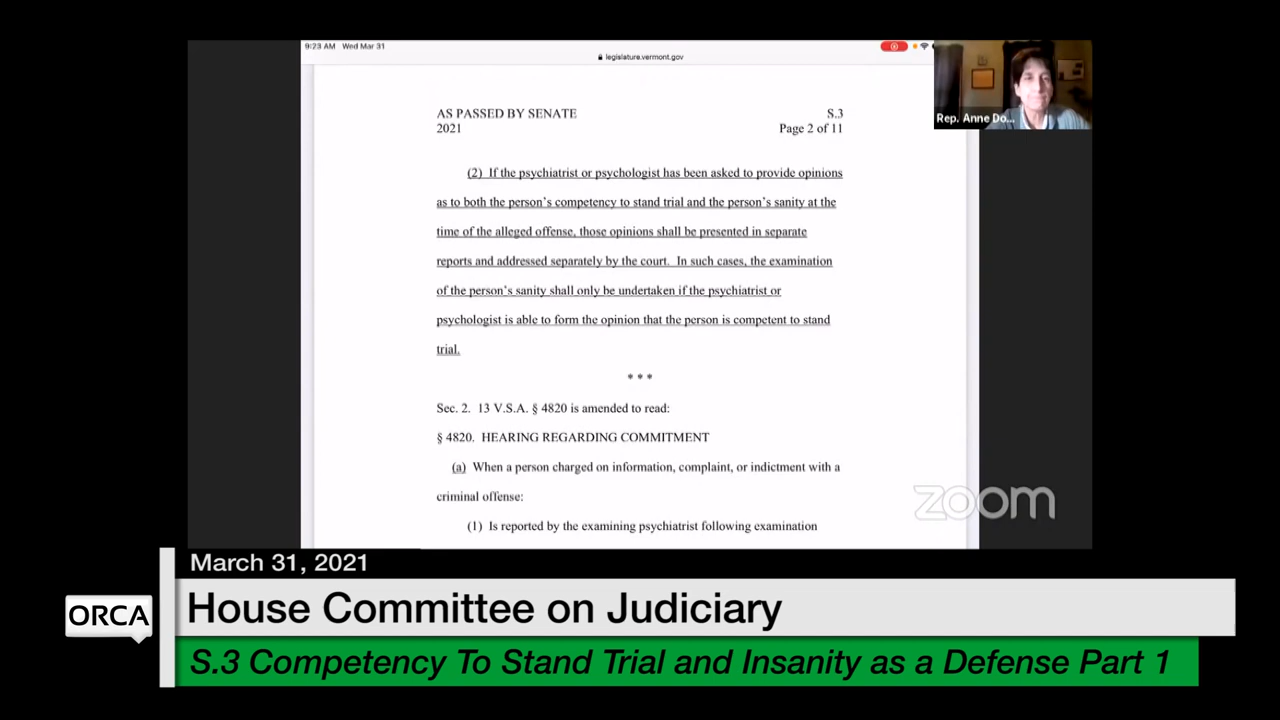 9:23 AM Wed Mar 31
legislature.vermont.gov
Rep. Anne Do...
AS PASSED BY SENATE S.3
2021 Page 2 of 11
(2) If the psychiatrist or psychologist has been asked to provide opinions
as to both the person's competency to stand trial and the person's sanity at the
time of the alleged offense, those opinions shall be presented in separate
reports and addressed separately by the court. In such cases, the examination
of the person's sanity shall only be undertaken if the psychiatrist or
psychologist is able to form the opinion that the person is competent to stand
trial.
* * *
Sec. 2. 13 V.S.A. § 4820 is amended to read:
§ 4820. HEARING REGARDING COMMITMENT
(a) When a person charged on information, complaint, or indictment with a
criminal offense:
(1) Is reported by the examining psychiatrist following examination
zoom
March 31, 2021
ORCA
House Committee on Judiciary
S.3 Competency To Stand Trial and Insanity as a Defense Part 1